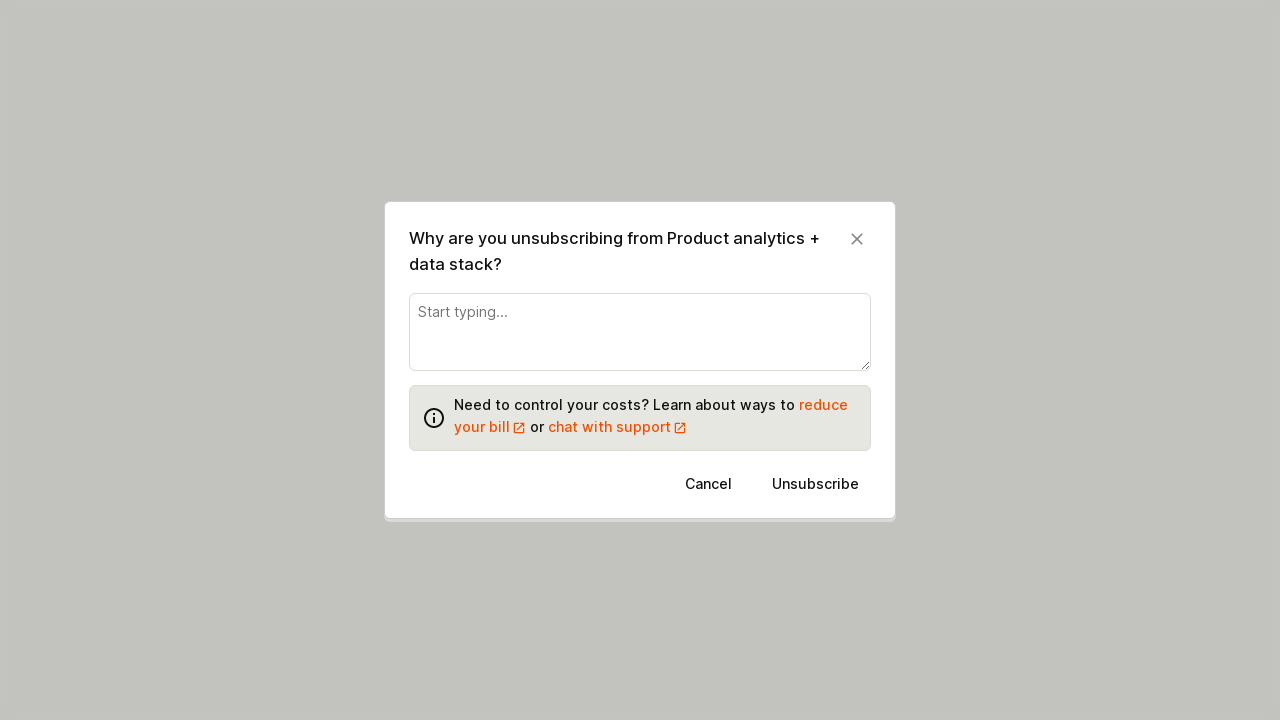 Why are you unsubscribing from Product analytics +
data stack?
Start typing...
Need to control your costs? Learn about ways to reduce
your bill or chat with support
Cancel
Unsubscribe